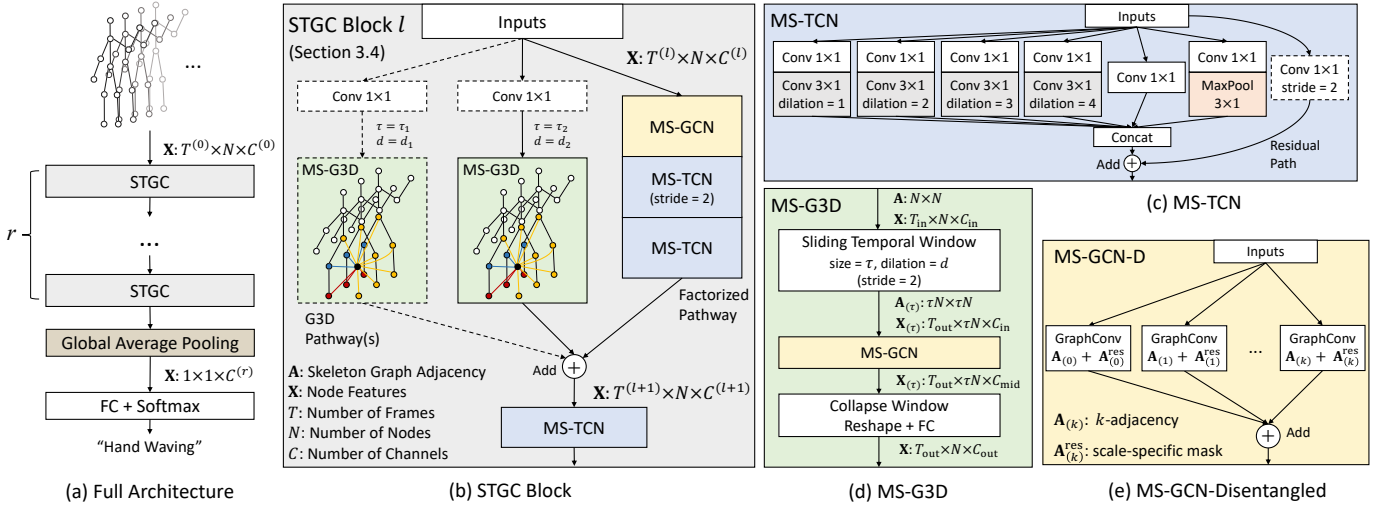 ...
X: T^(0)×N×C^(0)
STGC
r
...
STGC
Global Average Pooling
X: 1×1×C^(r)
FC + Softmax
“Hand Waving”
(a) Full Architecture
STGC Block l
(Section 3.4)
Inputs
X: T^(l)×N×C^(l)
Conv 1×1
Conv 1×1
τ = τ₁
d = d₁
τ = τ₂
d = d₂
MS-GCN
MS-G3D
MS-G3D
MS-TCN
(stride = 2)
MS-TCN
G3D
Pathway(s)
Factorized
Pathway
Add
A: Skeleton Graph Adjacency
X: Node Features
T: Number of Frames
N: Number of Nodes
C: Number of Channels
X: T^(l+1)×N×C^(l+1)
MS-TCN
(b) STGC Block
MS-TCN
Inputs
Conv 1×1
Conv 1×1
Conv 1×1
Conv 1×1
Conv 1×1
Conv 1×1
Conv 3×1
dilation = 1
Conv 3×1
dilation = 2
Conv 3×1
dilation = 3
Conv 3×1
dilation = 4
MaxPool
3×1
Conv 1×1
stride = 2
Concat
Add
Residual
Path
(c) MS-TCN
MS-G3D
A: N×N
X: T_in×N×C_in
Sliding Temporal Window
size = τ, dilation = d
(stride = 2)
A_(τ): τN×τN
X_(τ): T_out×τN×C_in
MS-GCN
X_(τ): T_out×τN×C_mid
Collapse Window
Reshape + FC
X: T_out×N×C_out
(d) MS-G3D
MS-GCN-D
Inputs
GraphConv
A_(0) + A_(0)^res
GraphConv
A_(1) + A_(1)^res
...
GraphConv
A_(k) + A_(k)^res
Add
A_(k): k-adjacency
A_(k)^res: scale-specific mask
(e) MS-GCN-Disentangled